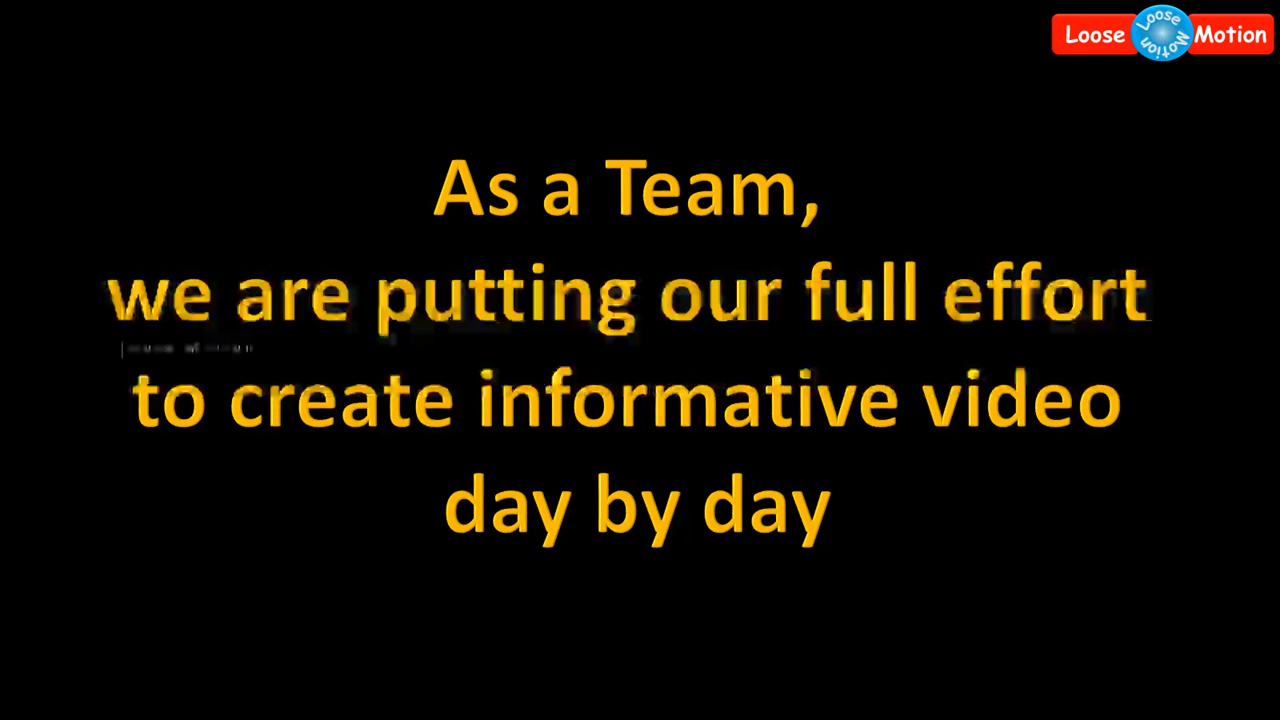 Loose Loose Motion Motion
As a Team,
we are putting our full effort
to create informative video
day by day